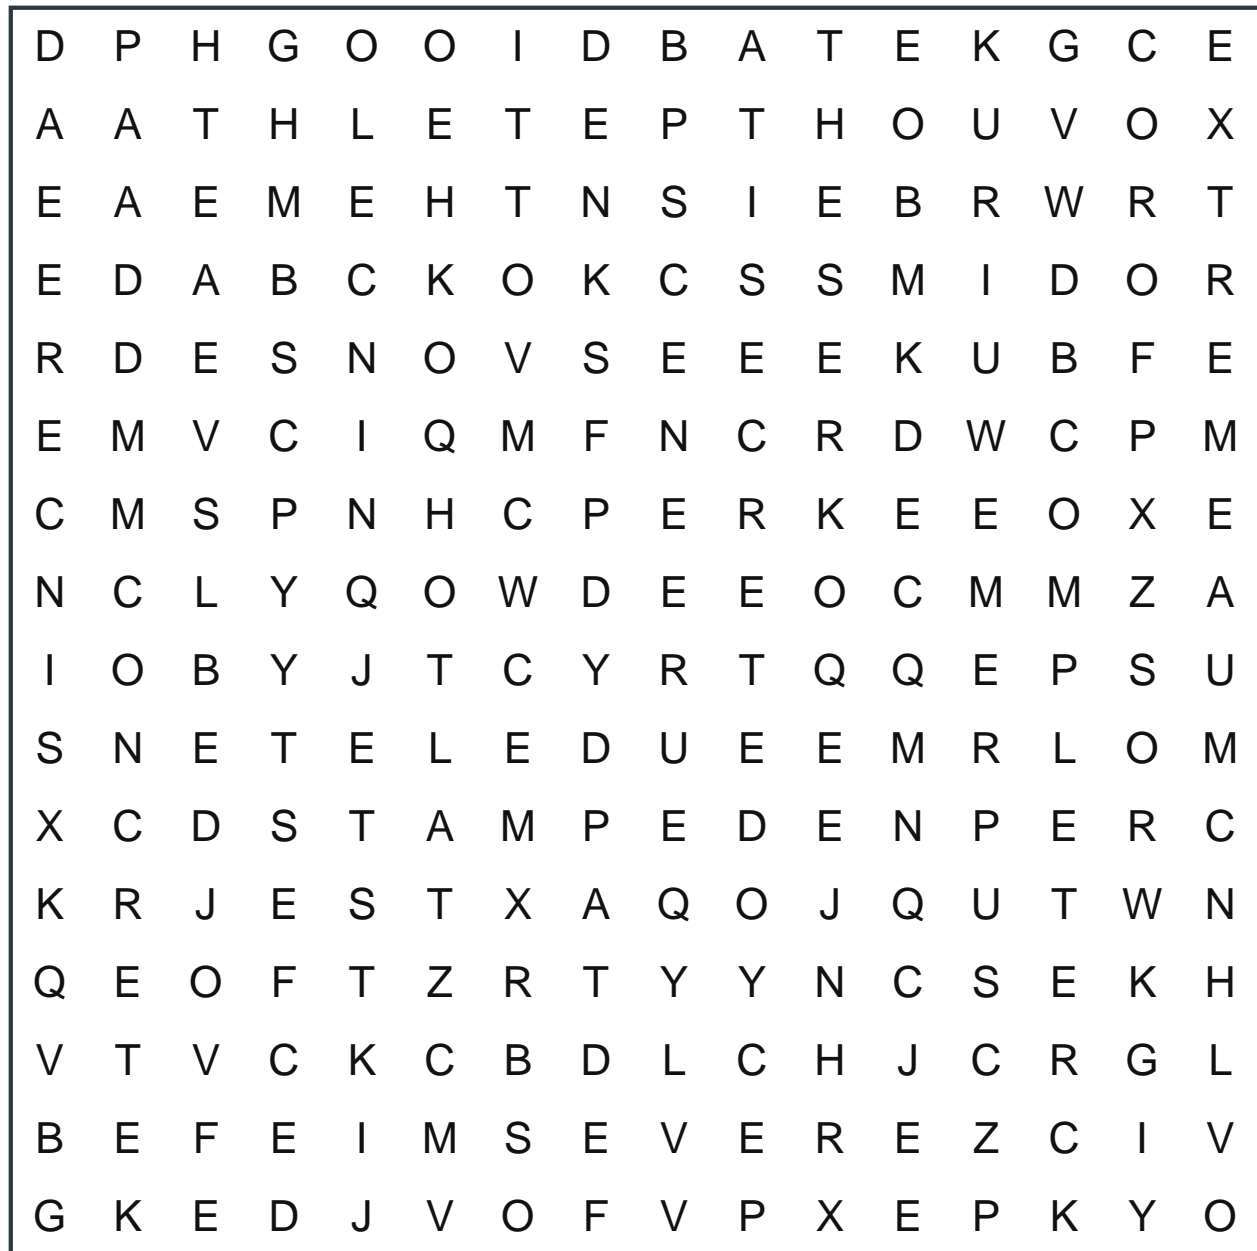 D P H G O O I D B A T E K G C E
A A T H L E T E P T H O U V O X
E A E M E H T N S I E B R W R T
E D A B C K O K C S S M I D O R
R D E S N O V S E E E K U B F E
E M V C I Q M F N C R D W C P M
C M S P N H C P E R K E E O X E
N C L Y Q O W D E E O C M M Z A
I O B Y J T C Y R T Q Q E P S U
S N E T E L E D U E E M R L O M
X C D S T A M P E D E N P E R C
K R J E S T X A Q O J Q U T W N
Q E O F T Z R T Y Y N C S E K H
V T V C K C B D L C H J C R G L
B E F E I M S E V E R E Z C I V
G K E D J V O F V P X E P K Y O